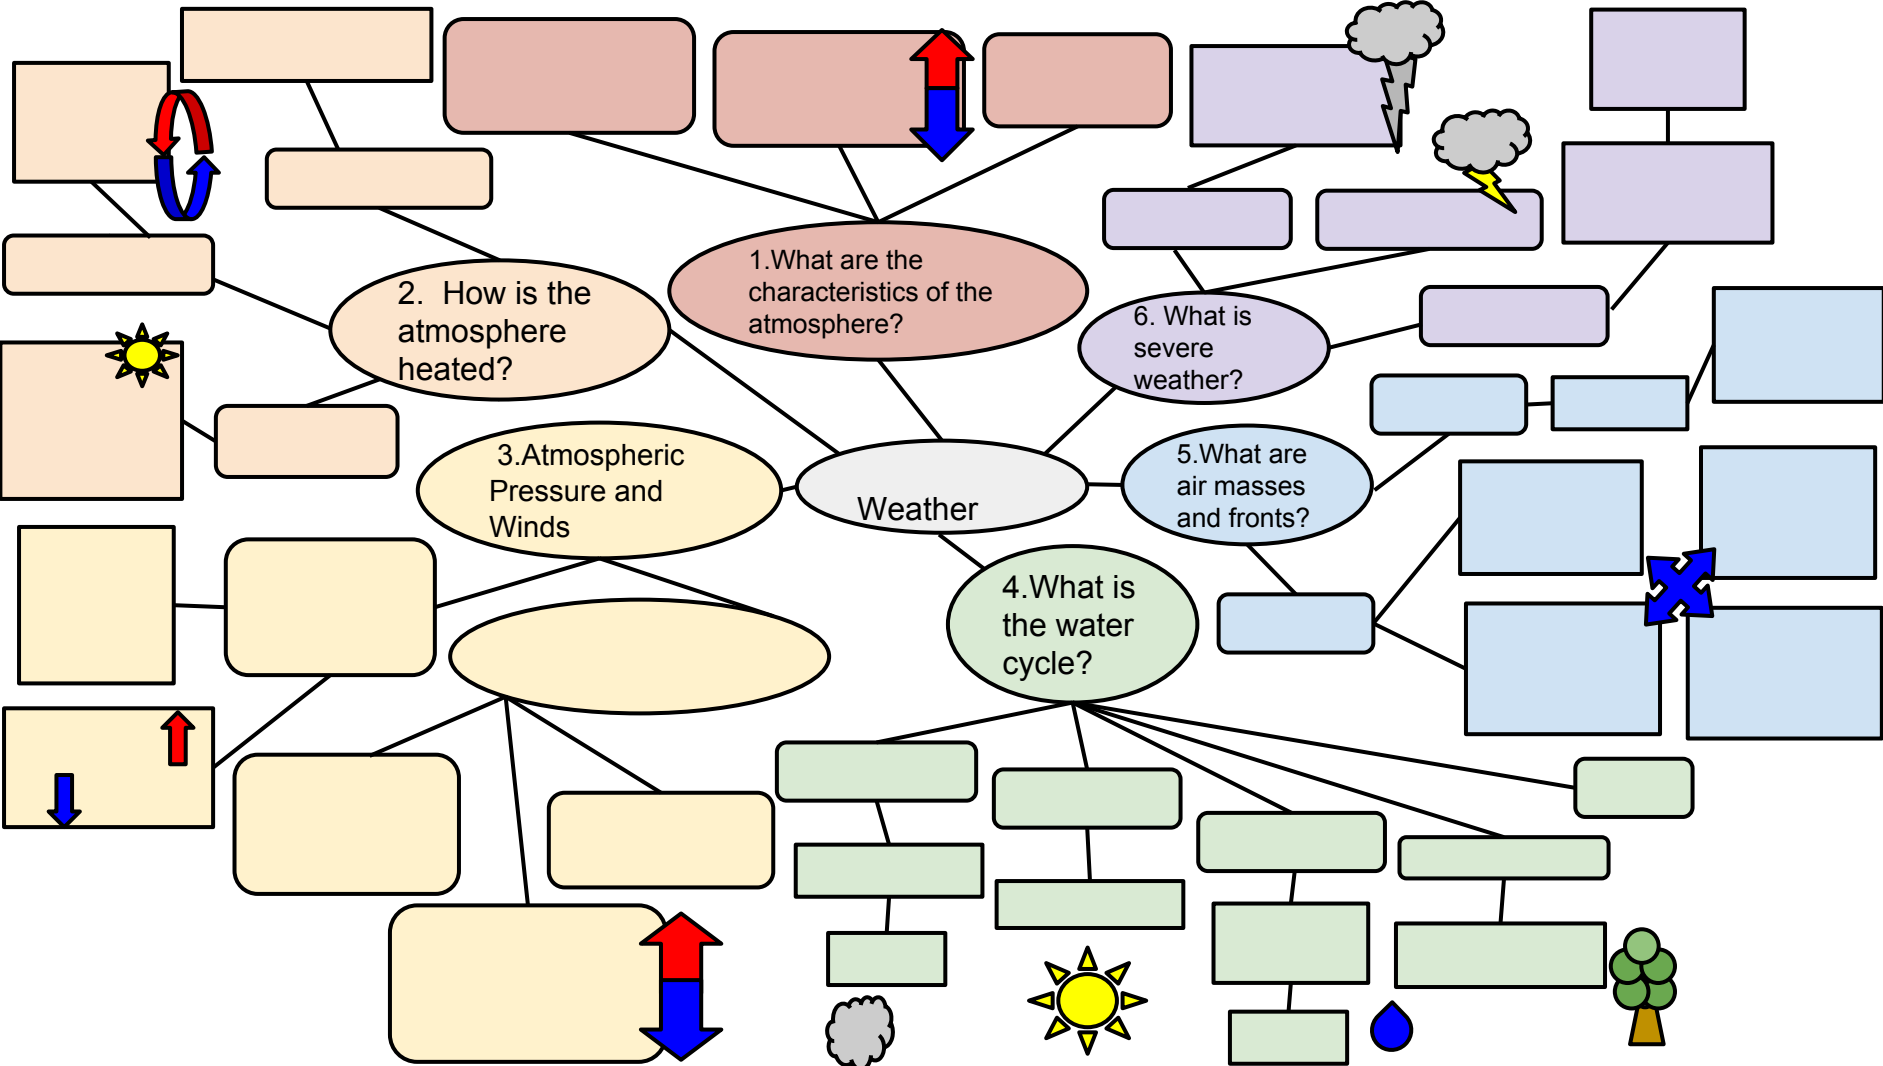 1.What are the
characteristics of the
atmosphere?
2. How is the
atmosphere
heated?
6. What is
severe
weather?
3.Atmospheric
Pressure and
Winds
Weather
5.What are
air masses
and fronts?
4.What is
the water
cycle?